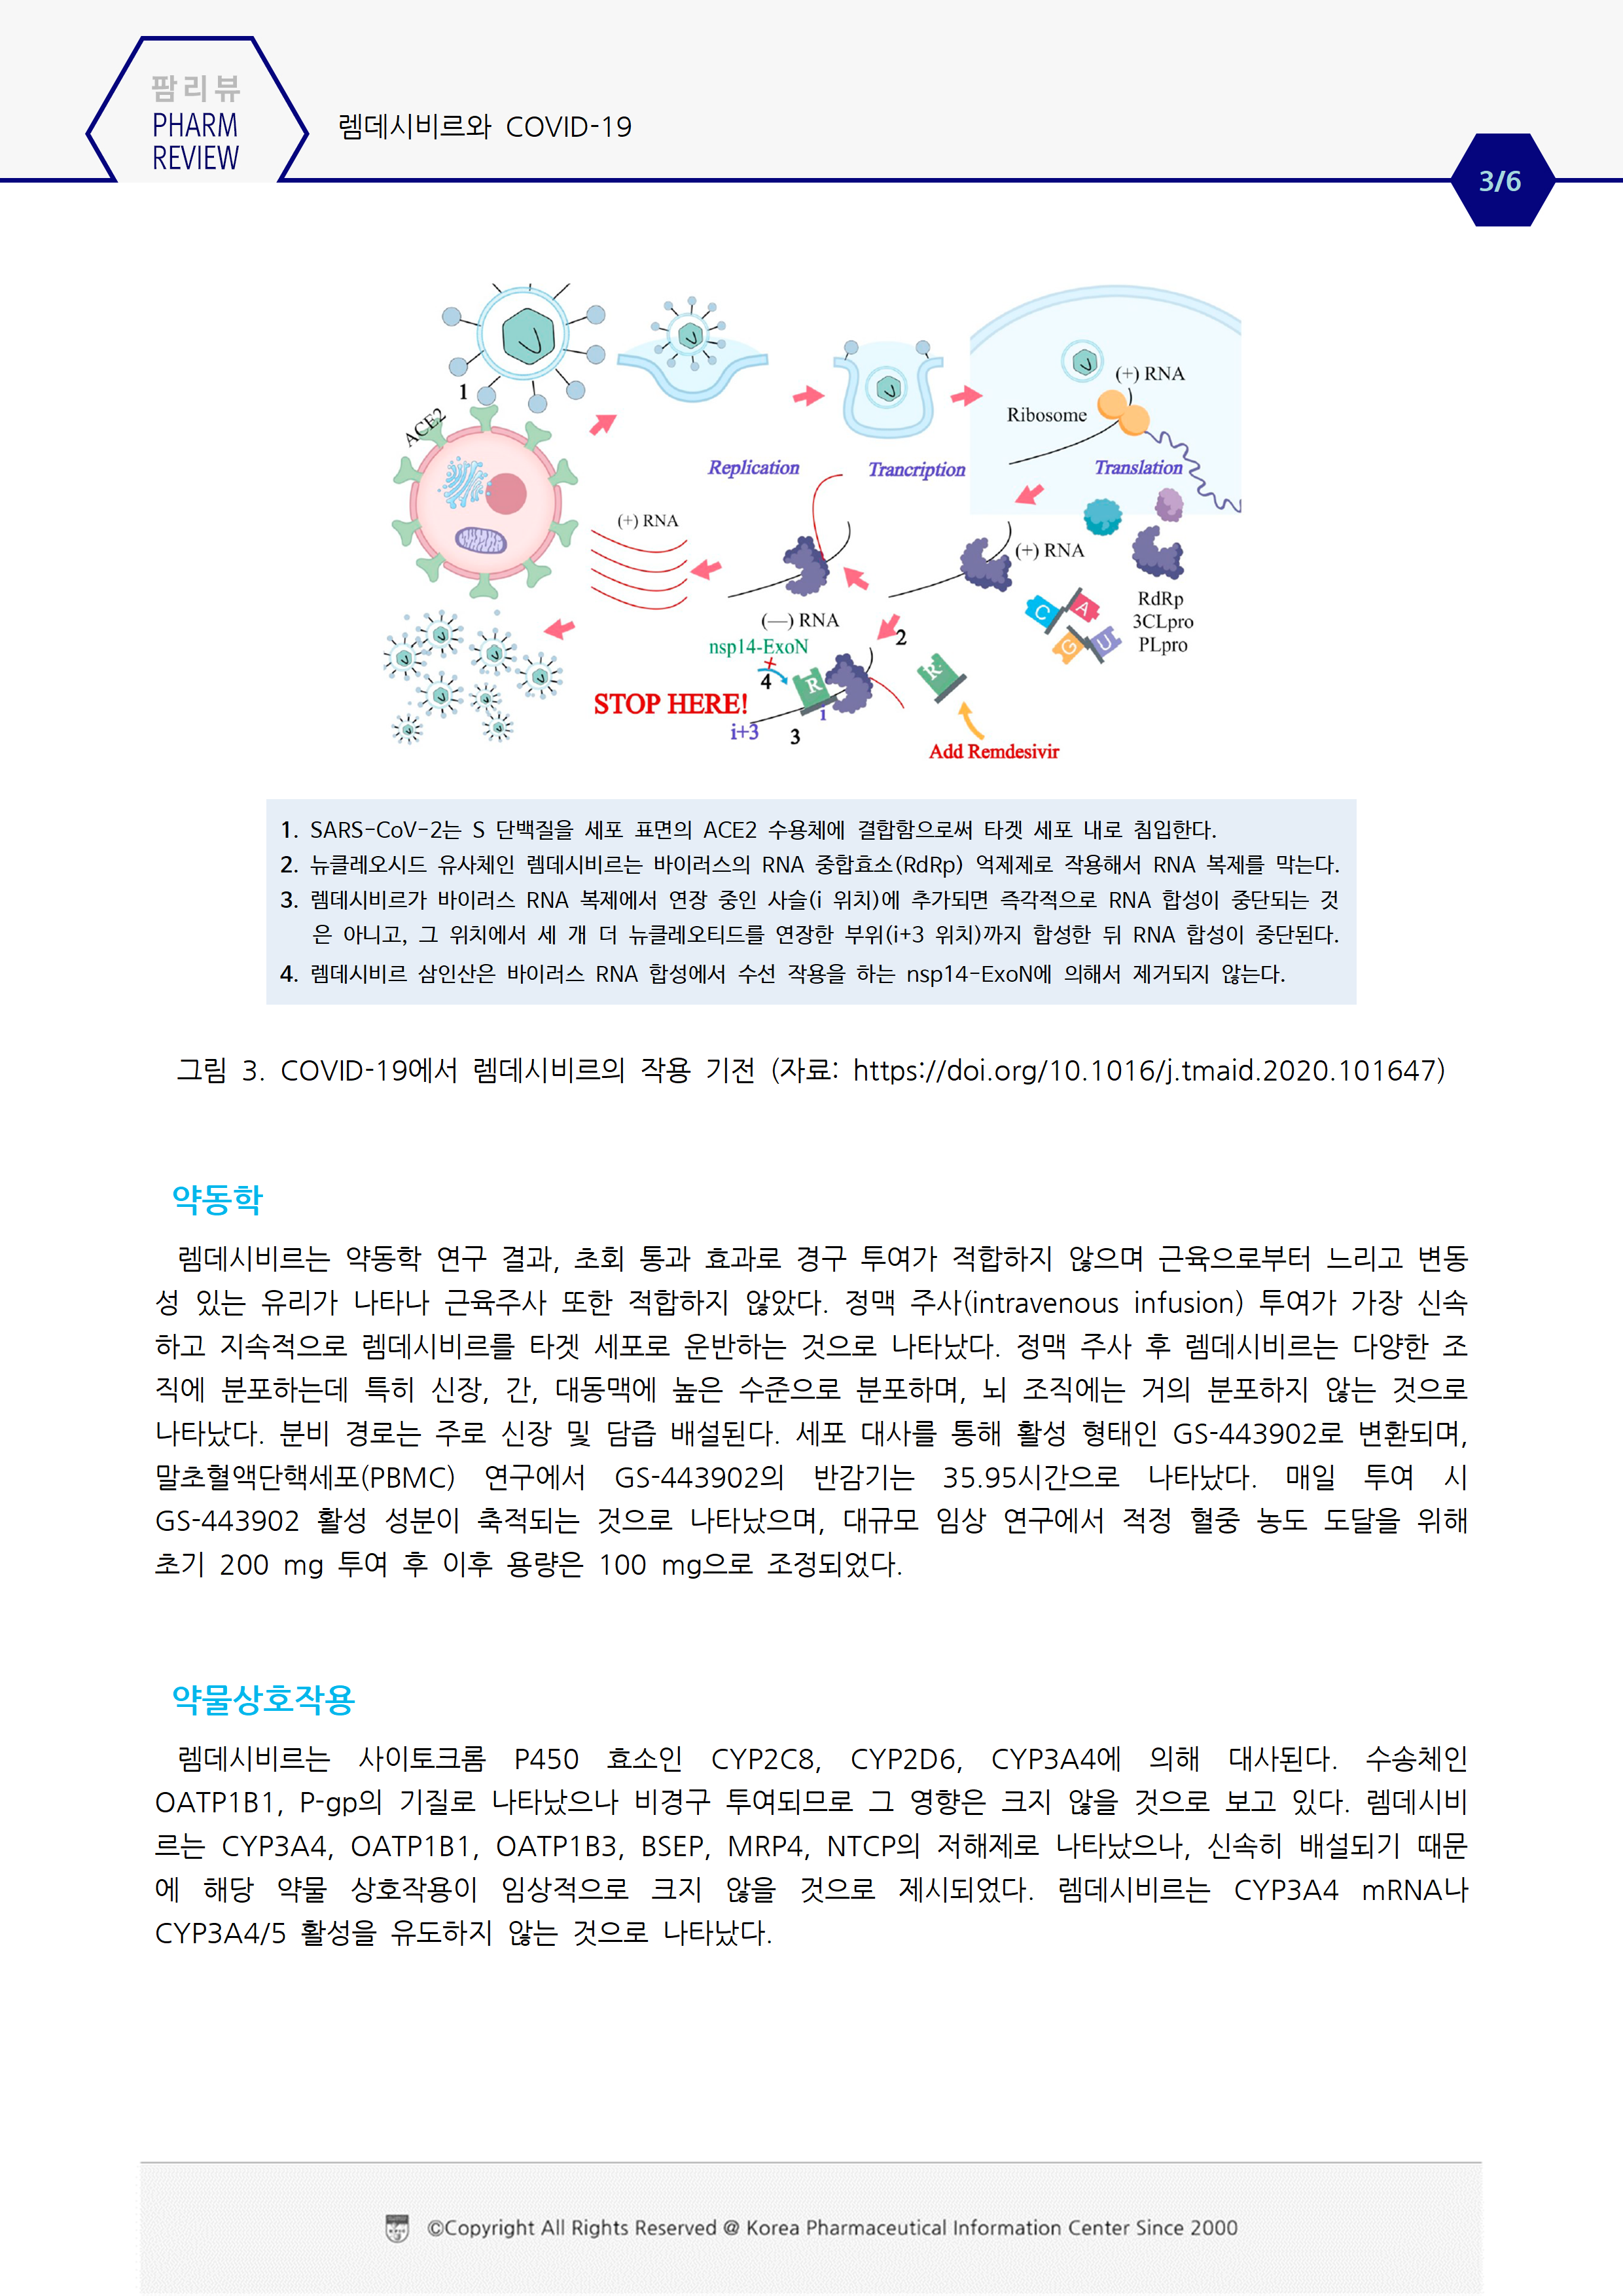 팜리뷰
PHARM
REVIEW
렘데시비르와 COVID-19
3/6
1
ACE2
(+) RNA
Ribosome
Replication
Trancription
Translation
(+) RNA
(+) RNA
RdRp
3CLpro
PLpro
C
A
G
U
(—) RNA
2
nsp14-ExoN
4
R
R
STOP HERE!
i
i+3
3
Add Remdesivir
1. SARS-CoV-2는 S 단백질을 세포 표면의 ACE2 수용체에 결합함으로써 타겟 세포 내로 침입한다.
2. 뉴클레오시드 유사체인 렘데시비르는 바이러스의 RNA 중합효소(RdRp) 억제제로 작용해서 RNA 복제를 막는다.
3. 렘데시비르가 바이러스 RNA 복제에서 연장 중인 사슬(i 위치)에 추가되면 즉각적으로 RNA 합성이 중단되는 것
은 아니고, 그 위치에서 세 개 더 뉴클레오티드를 연장한 부위(i+3 위치)까지 합성한 뒤 RNA 합성이 중단된다.
4. 렘데시비르 삼인산은 바이러스 RNA 합성에서 수선 작용을 하는 nsp14-ExoN에 의해서 제거되지 않는다.
그림 3. COVID-19에서 렘데시비르의 작용 기전 (자료: https://doi.org/10.1016/j.tmaid.2020.101647)
약동학
렘데시비르는 약동학 연구 결과, 초회 통과 효과로 경구 투여가 적합하지 않으며 근육으로부터 느리고 변동
성 있는 유리가 나타나 근육주사 또한 적합하지 않았다. 정맥 주사(intravenous infusion) 투여가 가장 신속
하고 지속적으로 렘데시비르를 타겟 세포로 운반하는 것으로 나타났다. 정맥 주사 후 렘데시비르는 다양한 조
직에 분포하는데 특히 신장, 간, 대동맥에 높은 수준으로 분포하며, 뇌 조직에는 거의 분포하지 않는 것으로
나타났다. 분비 경로는 주로 신장 및 담즙 배설된다. 세포 대사를 통해 활성 형태인 GS-443902로 변환되며,
말초혈액단핵세포(PBMC) 연구에서 GS-443902의 반감기는 35.95시간으로 나타났다. 매일 투여 시
GS-443902 활성 성분이 축적되는 것으로 나타났으며, 대규모 임상 연구에서 적정 혈중 농도 도달을 위해
초기 200 mg 투여 후 이후 용량은 100 mg으로 조정되었다.
약물상호작용
렘데시비르는 사이토크롬 P450 효소인 CYP2C8, CYP2D6, CYP3A4에 의해 대사된다. 수송체인
OATP1B1, P-gp의 기질로 나타났으나 비경구 투여되므로 그 영향은 크지 않을 것으로 보고 있다. 렘데시비
르는 CYP3A4, OATP1B1, OATP1B3, BSEP, MRP4, NTCP의 저해제로 나타났으나, 신속히 배설되기 때문
에 해당 약물 상호작용이 임상적으로 크지 않을 것으로 제시되었다. 렘데시비르는 CYP3A4 mRNA나
CYP3A4/5 활성을 유도하지 않는 것으로 나타났다.
©Copyright All Rights Reserved @ Korea Pharmaceutical Information Center Since 2000